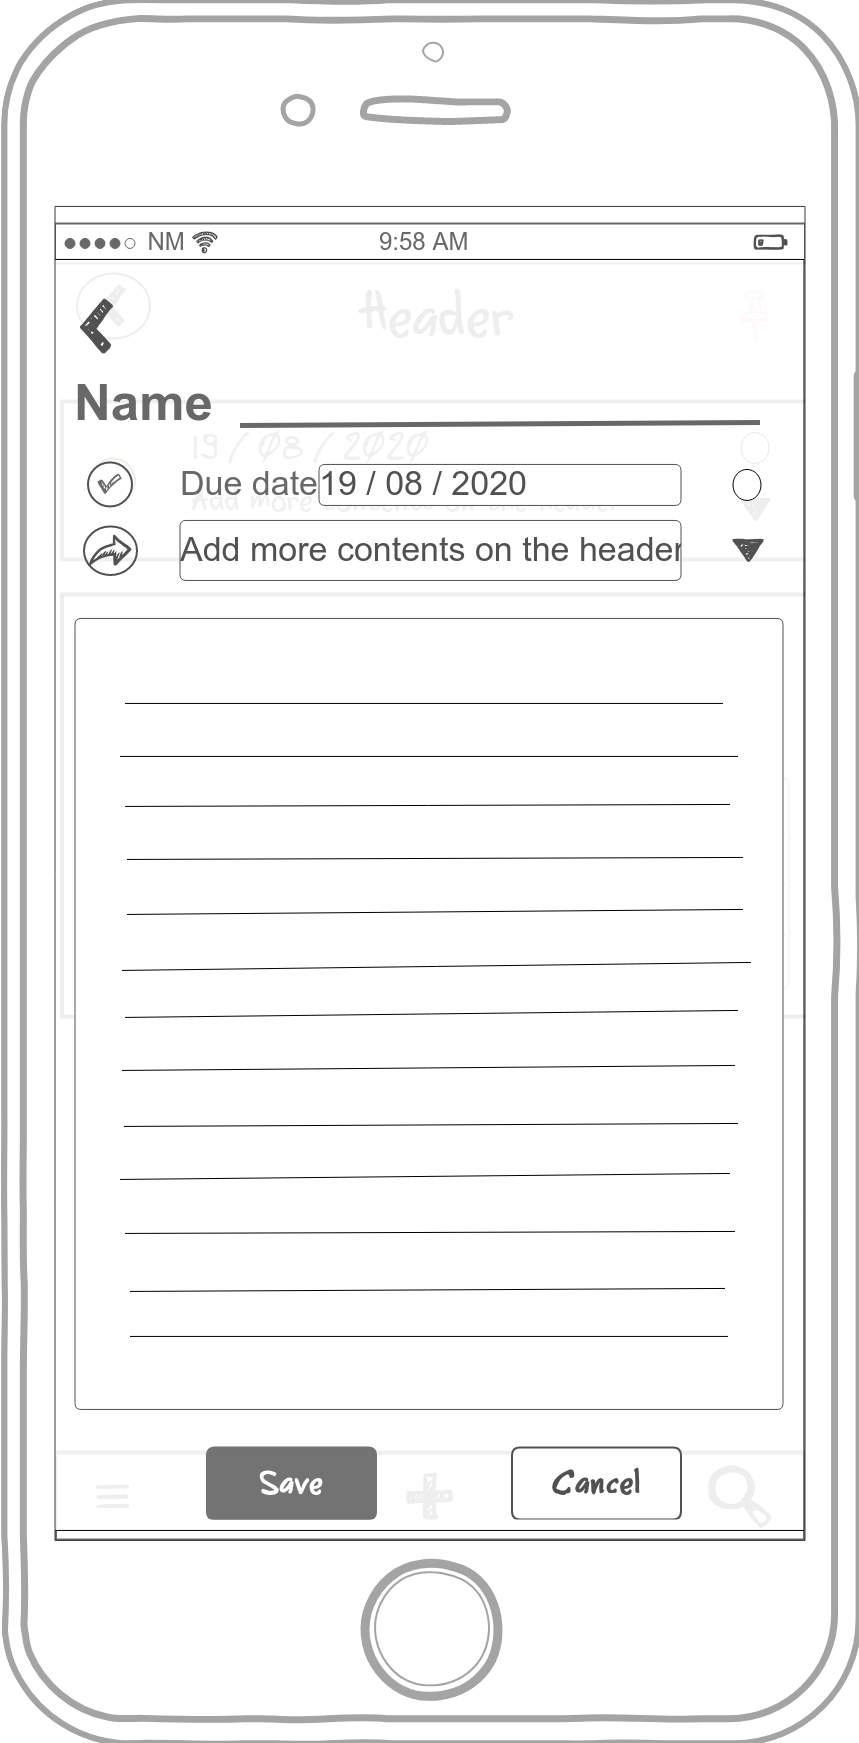 NM 9:58 AM
Header
Name
19 / 08 / 2020
Due date 19 / 08 / 2020
Add more contents on the header
Add more contents on the header
Save Cancel